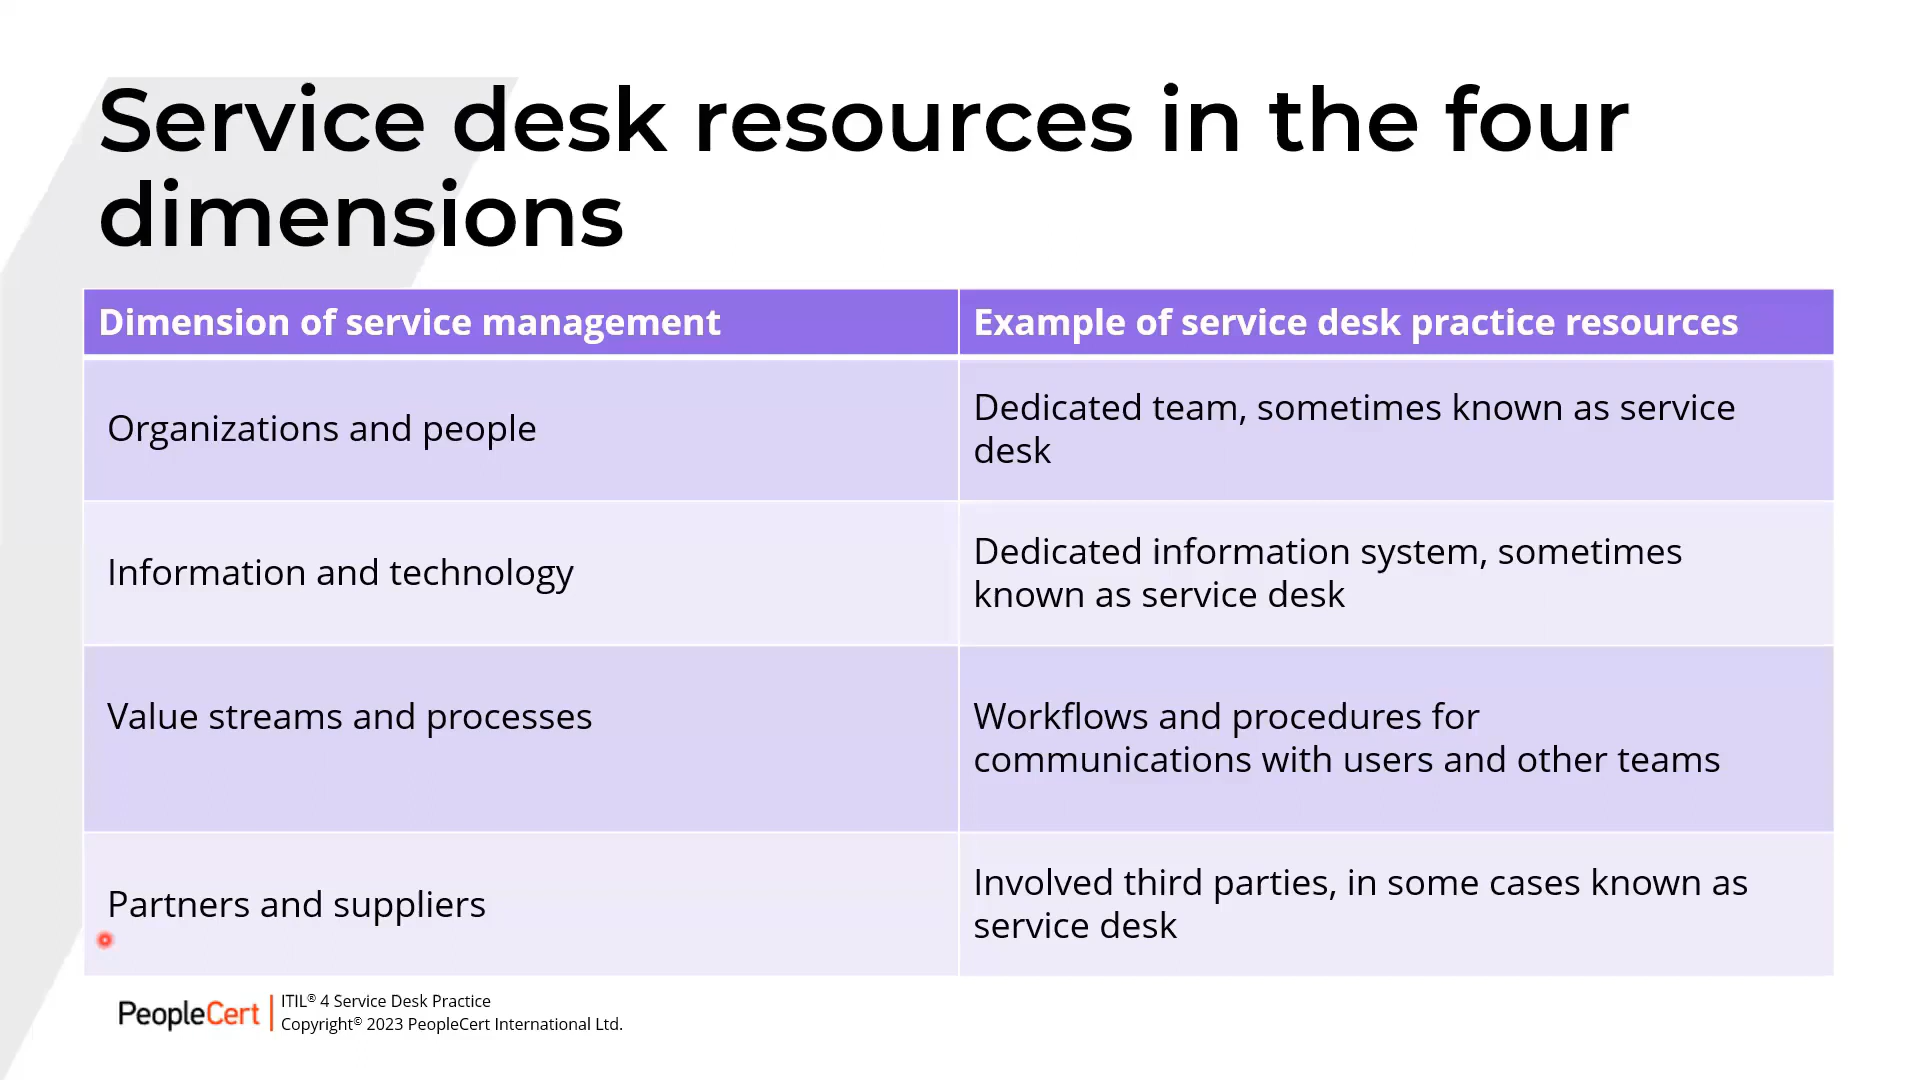 Service desk resources in the four
dimensions
Dimension of service management
Example of service desk practice resources
Organizations and people
Dedicated team, sometimes known as service
desk
Information and technology
Dedicated information system, sometimes
known as service desk
Value streams and processes
Workflows and procedures for
communications with users and other teams
Partners and suppliers
Involved third parties, in some cases known as
service desk
PeopleCert
ITIL® 4 Service Desk Practice
Copyright© 2023 PeopleCert International Ltd.